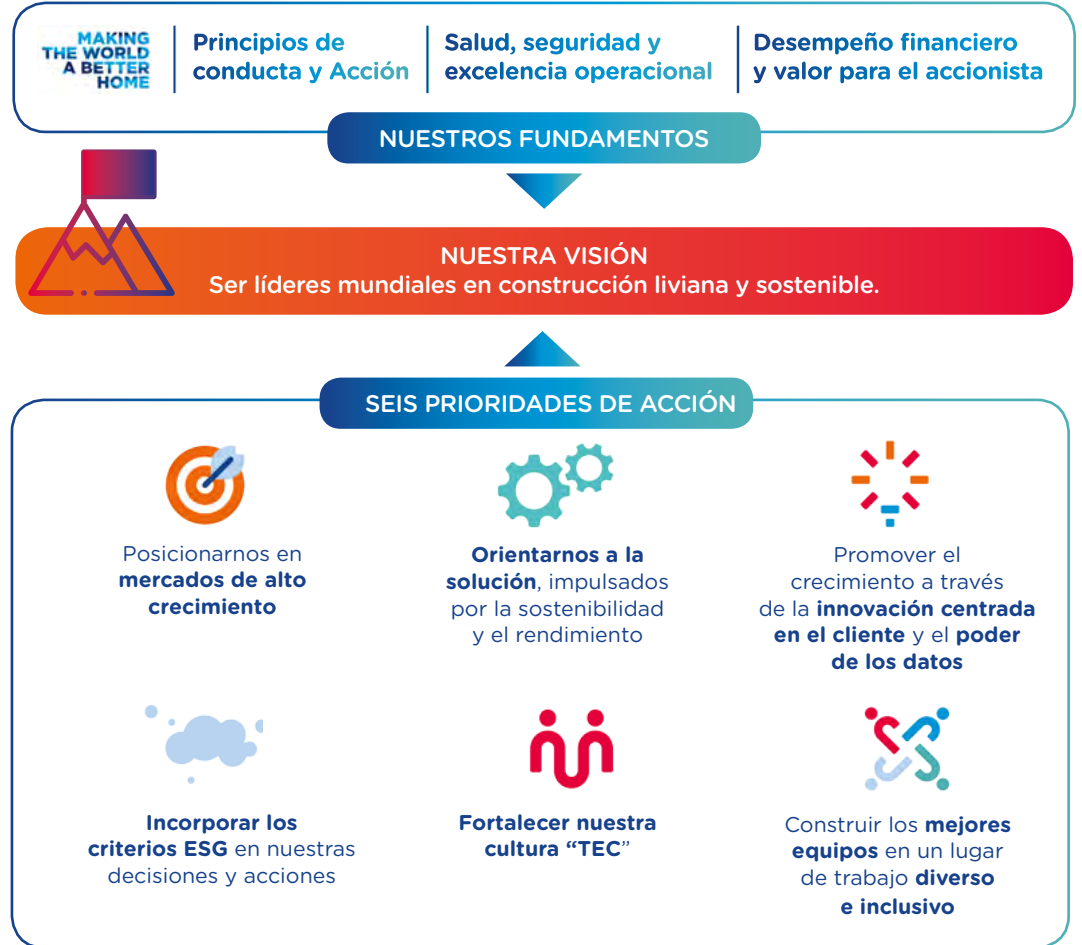 MAKING
THE WORLD
A BETTER
HOME
Principios de
conducta y Acción
Salud, seguridad y
excelencia operacional
Desempeño financiero
y valor para el accionista
NUESTROS FUNDAMENTOS
NUESTRA VISIÓN
Ser líderes mundiales en construcción liviana y sostenible.
SEIS PRIORIDADES DE ACCIÓN
Posicionarnos en
mercados de alto
crecimiento
Orientarnos a la
solución, impulsados
por la sostenibilidad
y el rendimiento
Promover el
crecimiento a través
de la innovación centrada
en el cliente y el poder
de los datos
Incorporar los
criterios ESG en nuestras
decisiones y acciones
Fortalecer nuestra
cultura “TEC”
Construir los mejores
equipos en un lugar
de trabajo diverso
e inclusivo